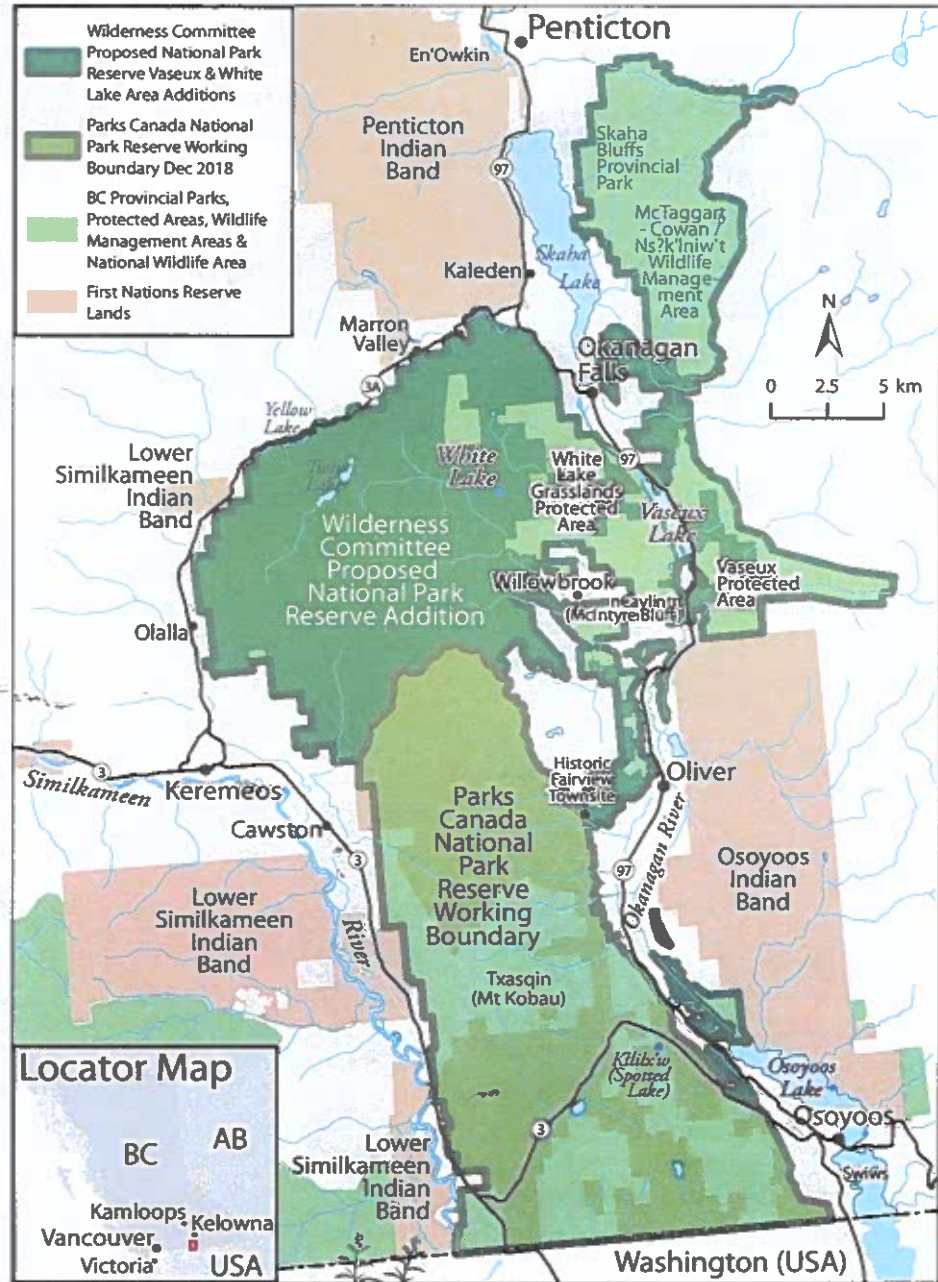 Wilderness Committee
Proposed National Park
Reserve Vaseux & White
Lake Area Additions
Parks Canada National
Park Reserve Working
Boundary Dec 2018
BC Provincial Parks,
Protected Areas, Wildlife
Management Areas &
National Wildlife Area
First Nations Reserve
Lands
Penticton
En'Owkin
Penticton
Indian
Band
97
Skaha
Bluffs
Provincial
Park
McTaggart
- Cowan /
Ns?k'lniw't
Wildlife
Manage-
ment
Area
Skaha
Lake
Kaleden
N
Marron
Valley
Okanagan
Falls
0 2.5 5 km
3A
Yellow
Lake
Twin
White
Lake
97
Lower
Similkameen
Indian
Band
White
Lake
Grasslands
Protected
Area
Vaseux
Lake
Wilderness
Committee
Proposed
National Park
Reserve Addition
Willowbrook
(McIntyre Bluff)
Vaseux
Protected
Area
Olalla
Historic
Fairview
Townsite
Oliver
3
Similkameen
Keremeos
Cawston
3
River
Parks
Canada
National
Park
Reserve
Working
Boundary
97
Okanagan River
Osoyoos
Indian
Band
Lower
Similkameen
Indian
Band
Txasqin
(Mt Kobau)
(Spotted
Lake)
Osoyoos
Lake
Osoyoos
3
Swiws
Lower
Similkameen
Indian
Band
Locator Map
BC
AB
Kamloops
Kelowna
Vancouver
Victoria
USA
Washington (USA)